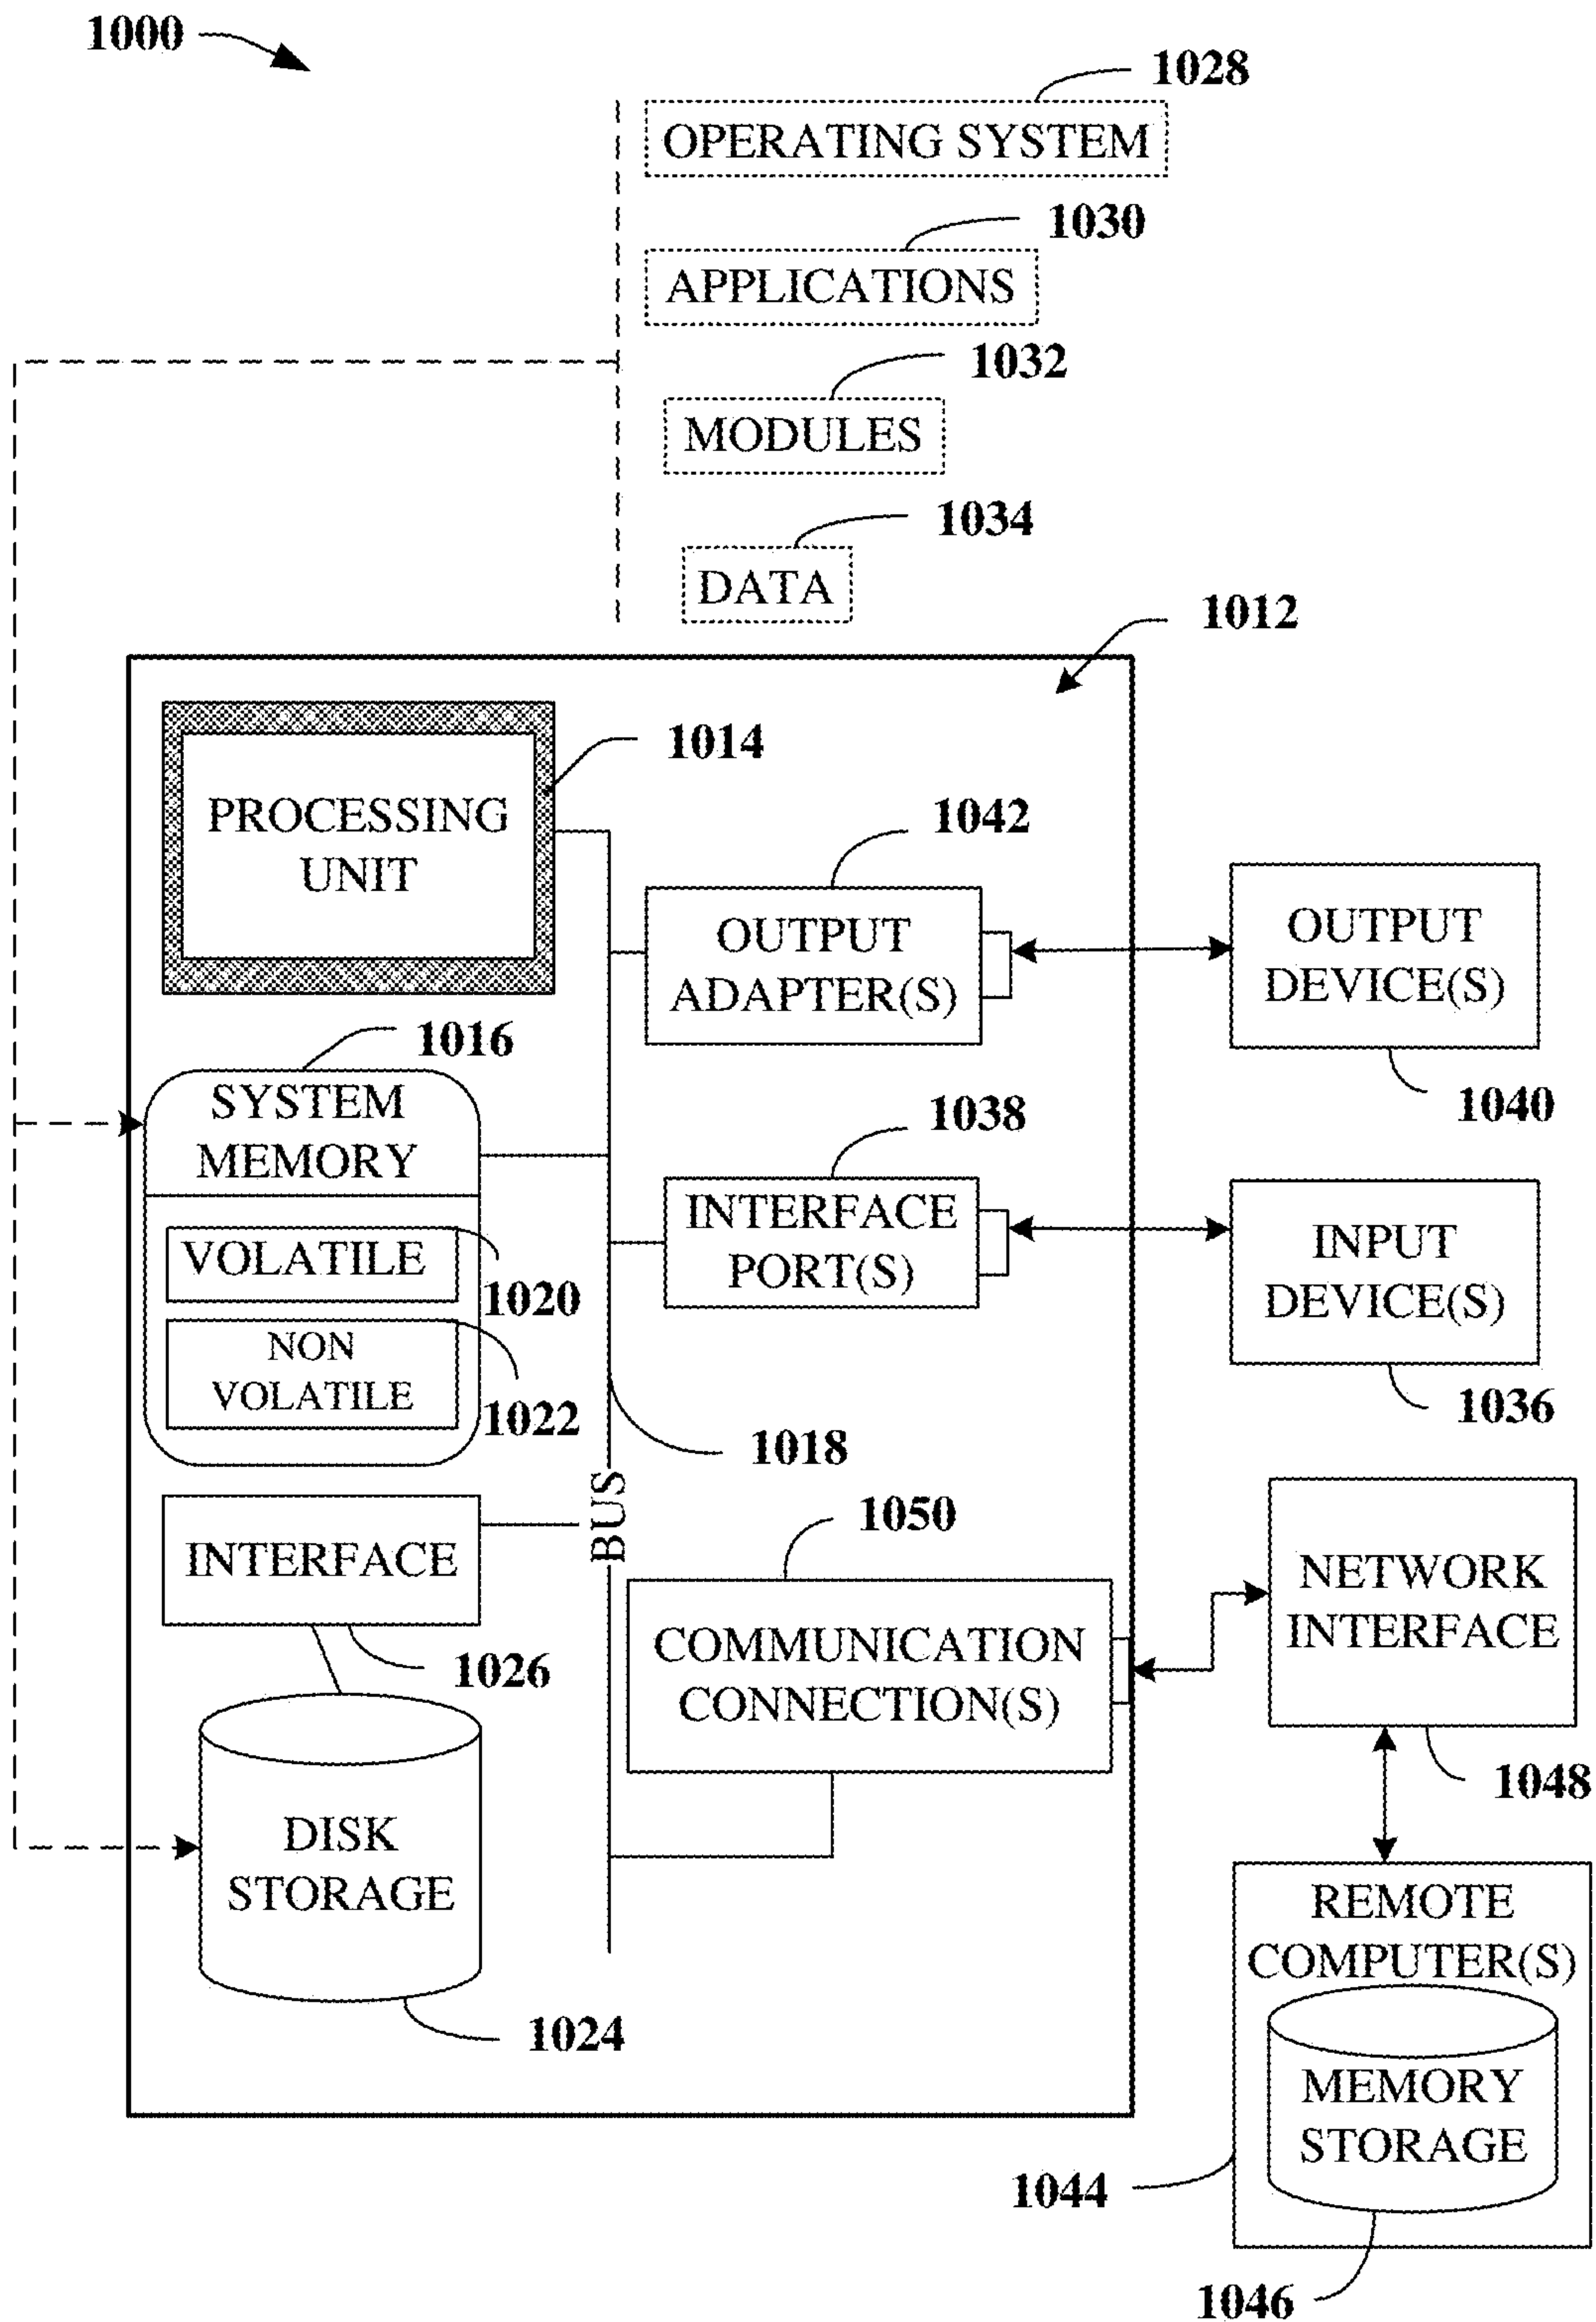 1000
1028
OPERATING SYSTEM
1030
APPLICATIONS
1032
MODULES
1034
DATA
1012
1014
PROCESSING
UNIT
1042
OUTPUT
ADAPTER(S)
OUTPUT
DEVICE(S)
1040
1016
SYSTEM
MEMORY
VOLATILE
1020
NON
VOLATILE
1022
1038
INTERFACE
PORT(S)
INPUT
DEVICE(S)
1036
1018
BUS
INTERFACE
1026
1050
COMMUNICATION
CONNECTION(S)
NETWORK
INTERFACE
1048
DISK
STORAGE
1024
REMOTE
COMPUTER(S)
MEMORY
STORAGE
1044
1046